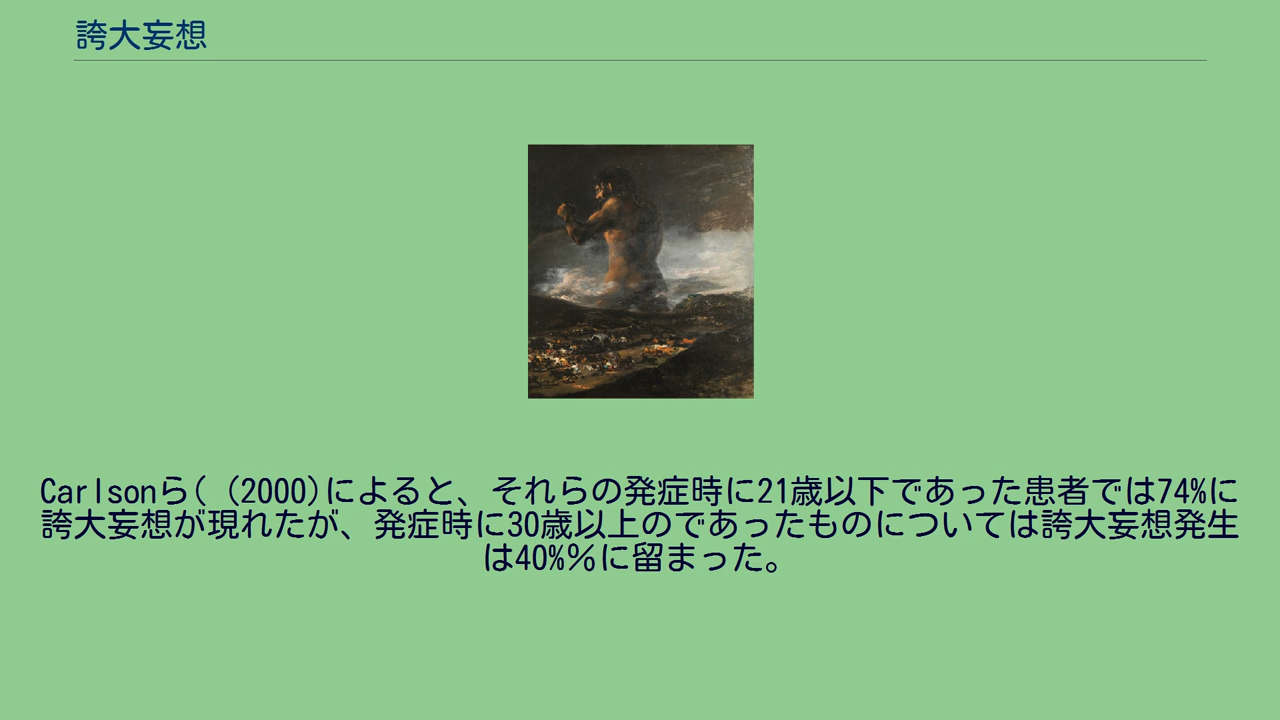 誇大妄想
Carlsonら( (2000)によると、それらの発症時に21歳以下であった患者では74%に
誇大妄想が現れたが、発症時に30歳以上のであったものについては誇大妄想発生
は40%％に留まった。